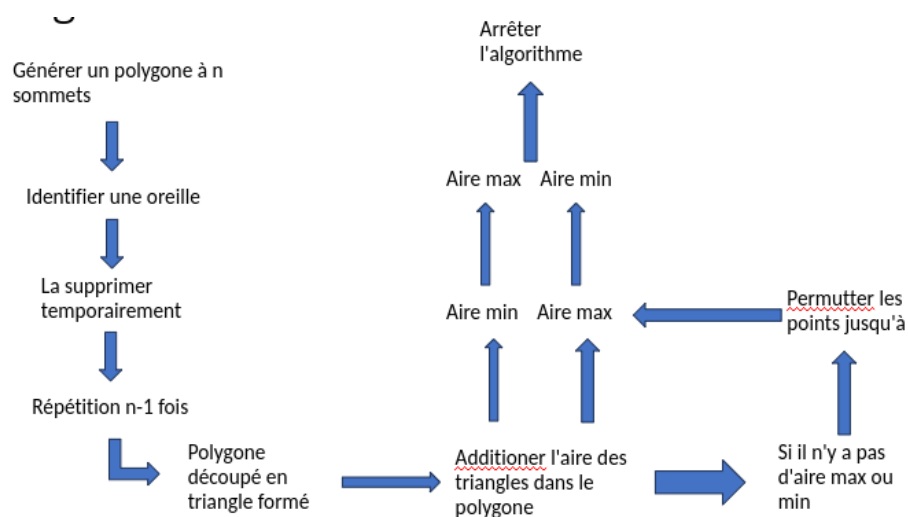 Générer un polygone à n
sommets
Identifier une oreille
La supprimer
temporairement
Répétition n-1 fois
Polygone
découpé en
triangle formé
Additioner l'aire des
triangles dans le
polygone
Si il n'y a pas
d'aire max ou
min
Permutter les
points jusqu'à
Aire min Aire max
Aire max Aire min
Arrêter
l'algorithme